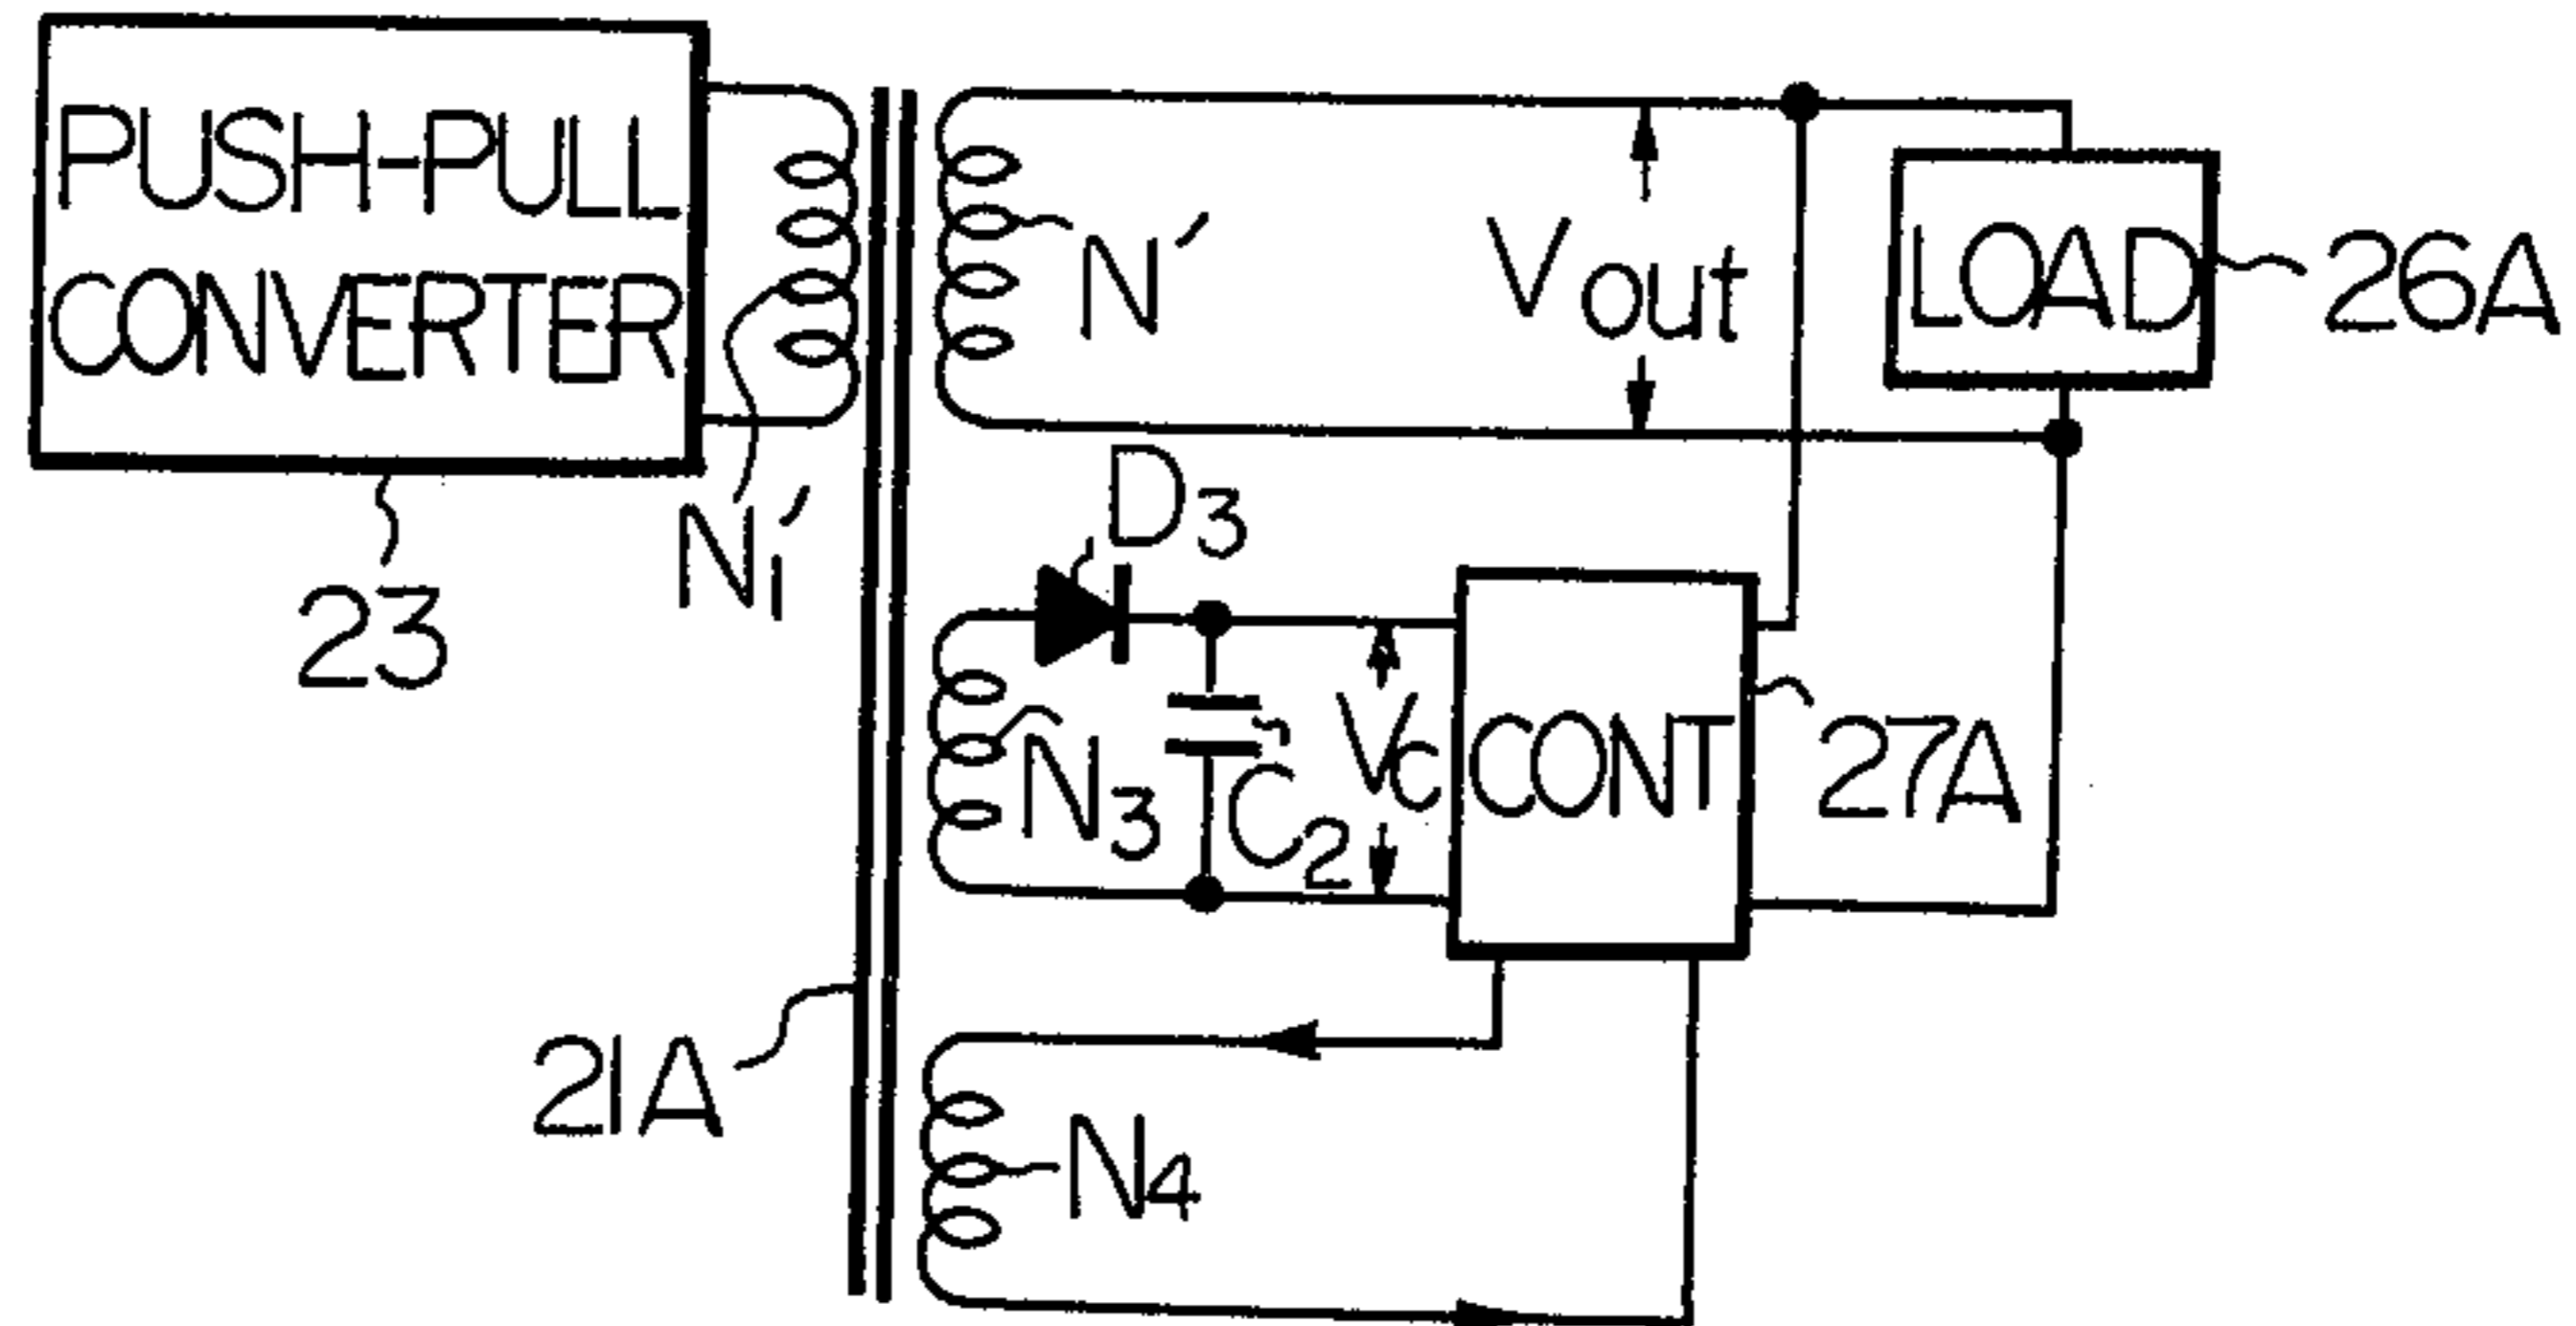 PUSH-PULL
CONVERTER
23
N₁′
N′
Vout
LOAD
26A
D₃
N₃
C₂
Vc
CONT
27A
21A
N₄